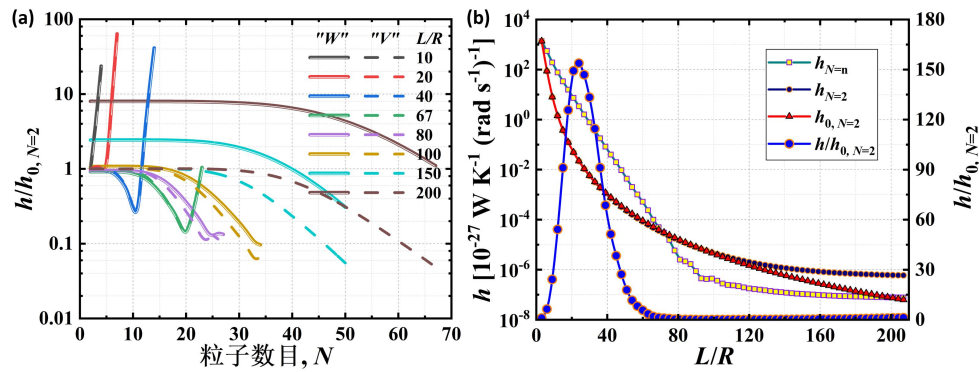 (a)
100
10
1
0.1
0.01
h/h0, N=2
0 10 20 30 40 50 60 70
粒子数目, N
"W" "V" L/R
10
20
40
67
80
100
150
200
(b)
10^4
10^2
10^0
10^-2
10^-4
10^-6
10^-8
h [10^-27 W K^-1 (rad s^-1)^-1]
0 40 80 120 160 200
L/R
hN=n
hN=2
h0, N=2
h/h0, N=2
180
150
120
90
60
30
0
h/h0, N=2